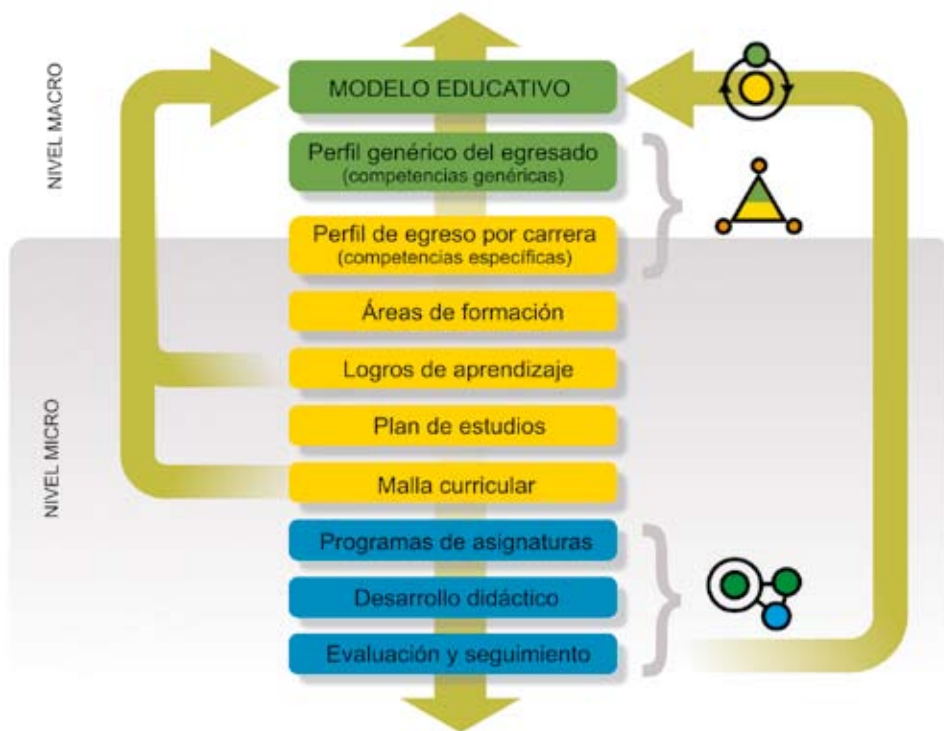 NIVEL MACRO
MODELO EDUCATIVO
Perfil genérico del egresado
(competencias genéricas)
Perfil de egreso por carrera
(competencias específicas)
Áreas de formación
Logros de aprendizaje
NIVEL MICRO
Plan de estudios
Malla curricular
Programas de asignaturas
Desarrollo didáctico
Evaluación y seguimiento